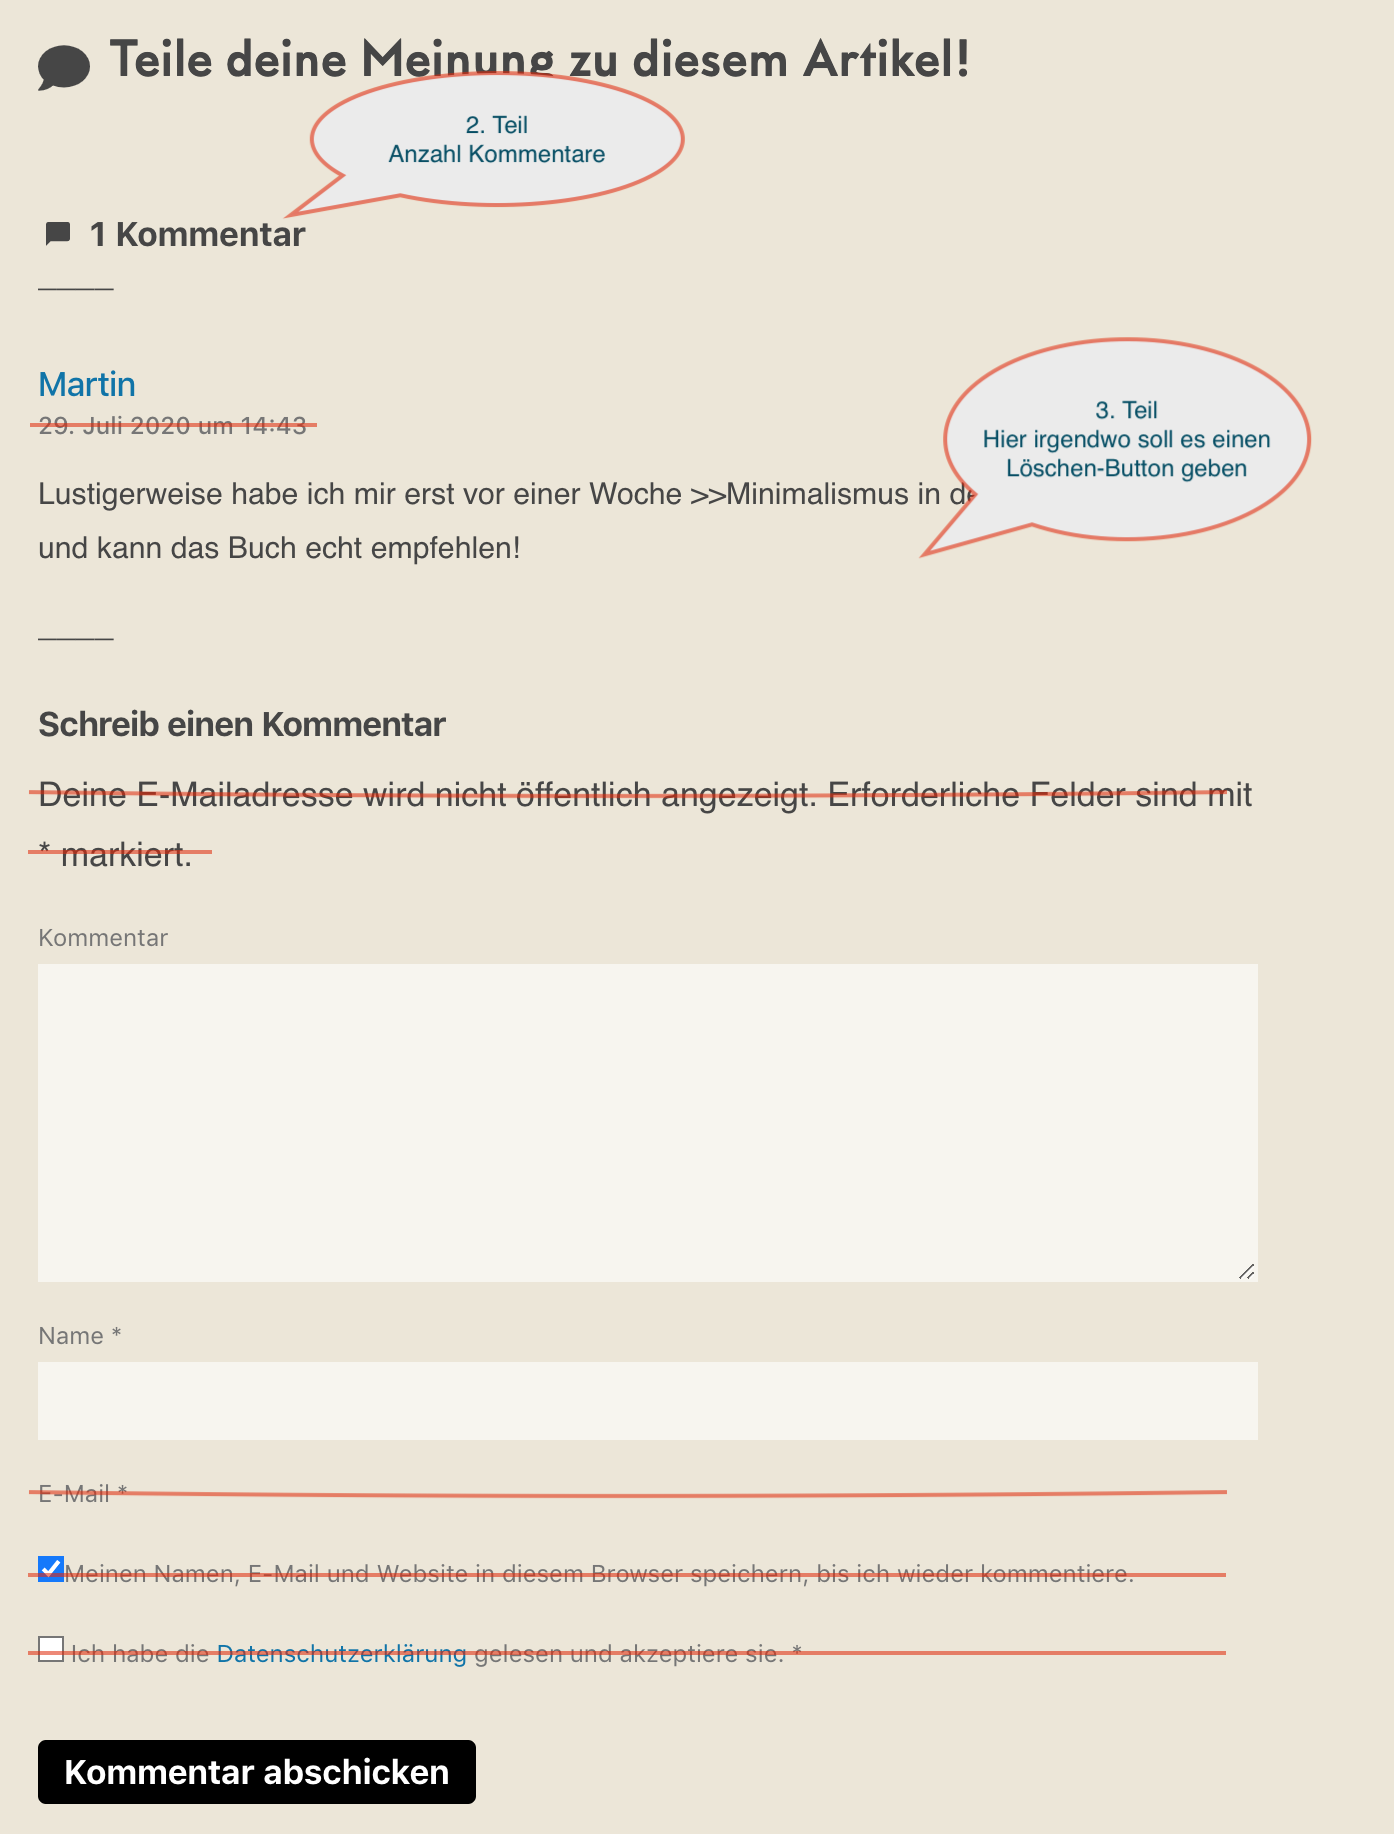 Teile deine Meinung zu diesem Artikel!
2. Teil
Anzahl Kommentare
1 Kommentar
Martin
29. Juli 2020 um 14:43
3. Teil
Hier irgendwo soll es einen
Löschen-Button geben
Lustigerweise habe ich mir erst vor einer Woche >>Minimalismus in
und kann das Buch echt empfehlen!
Schreib einen Kommentar
Deine E-Mailadresse wird nicht öffentlich angezeigt. Erforderliche Felder sind mit
* markiert.
Kommentar
Name *
E-Mail *
Meinen Namen, E-Mail und Website in diesem Browser speichern, bis ich wieder kommentiere.
Ich habe die Datenschutzerklärung gelesen und akzeptiere sie. *
Kommentar abschicken